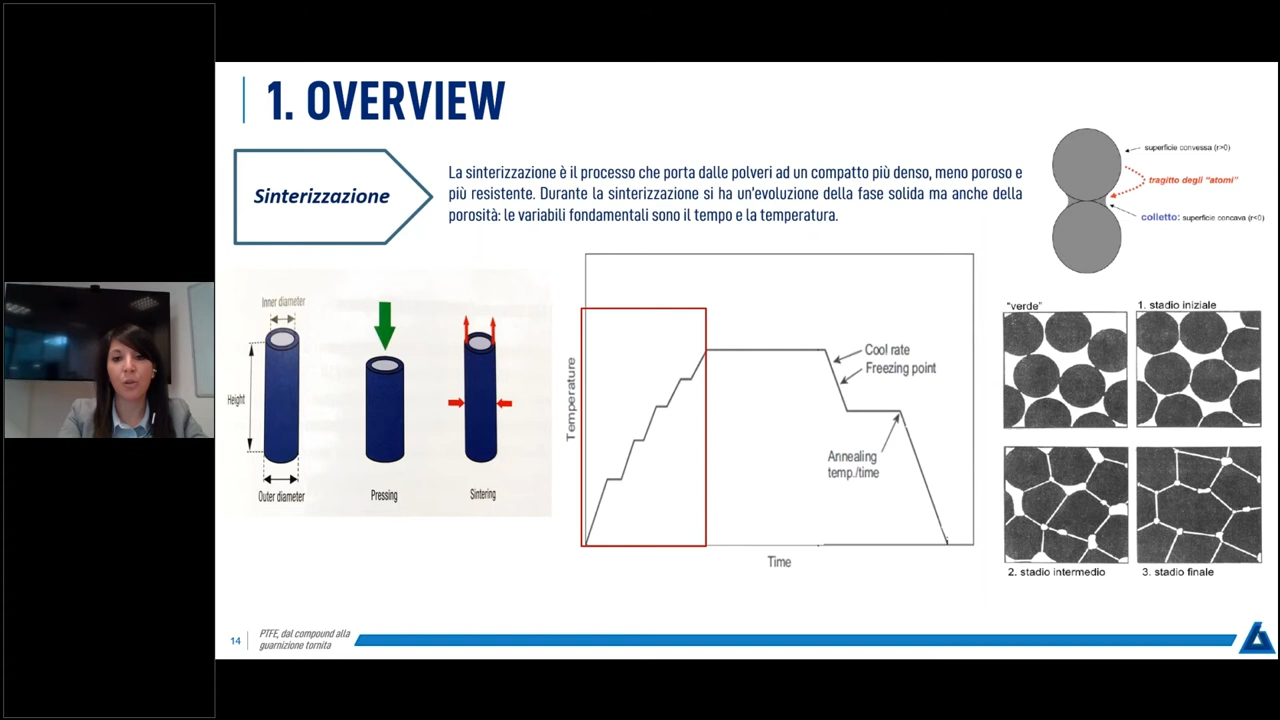 1. OVERVIEW
Sinterizzazione
La sinterizzazione è il processo che porta dalle polveri ad un compatto più denso, meno poroso e
più resistente. Durante la sinterizzazione si ha un'evoluzione della fase solida ma anche della
porosità: le variabili fondamentali sono il tempo e la temperatura.
superficie convessa (r>0)
tragitto degli "atomi"
colletto: superficie concava (r<0)
Inner diameter
Height
Outer diameter
Pressing
Sintering
Temperature
Cool rate
Freezing point
Annealing
temp./time
Time
"verde"
1. stadio iniziale
2. stadio intermedio
3. stadio finale
14
PTFE, dal compound alla
guarnizione tornita